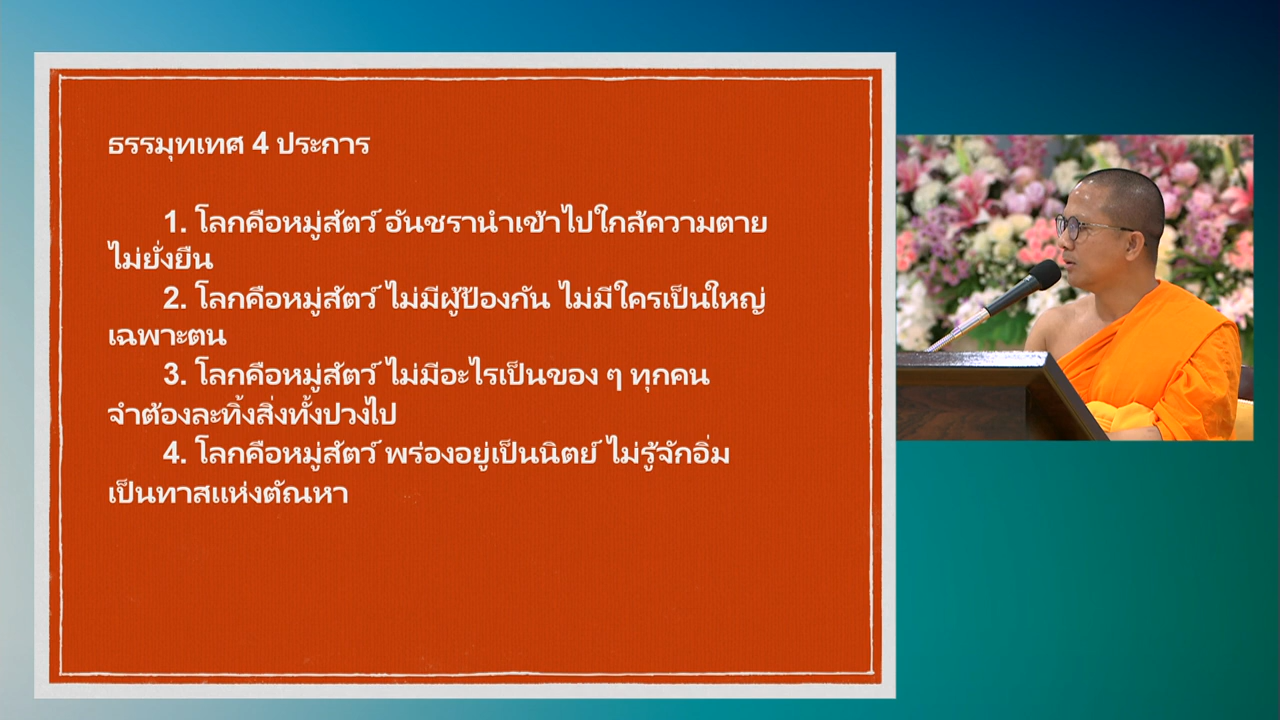 ธรรมุทเทศ 4 ประการ
1. โลกคือหมู่สัตว์ อันชรานำเข้าไปใกล้ความตาย
ไม่ยั่งยืน
2. โลกคือหมู่สัตว์ ไม่มีผู้ป้องกัน ไม่มีใครเป็นใหญ่
เฉพาะตน
3. โลกคือหมู่สัตว์ ไม่มีอะไรเป็นของ ๆ ทุกคน
จำต้องละทิ้งสิ่งทั้งปวงไป
4. โลกคือหมู่สัตว์ พร่องอยู่เป็นนิตย์ ไม่รู้จักอิ่ม
เป็นทาสแห่งตัณหา